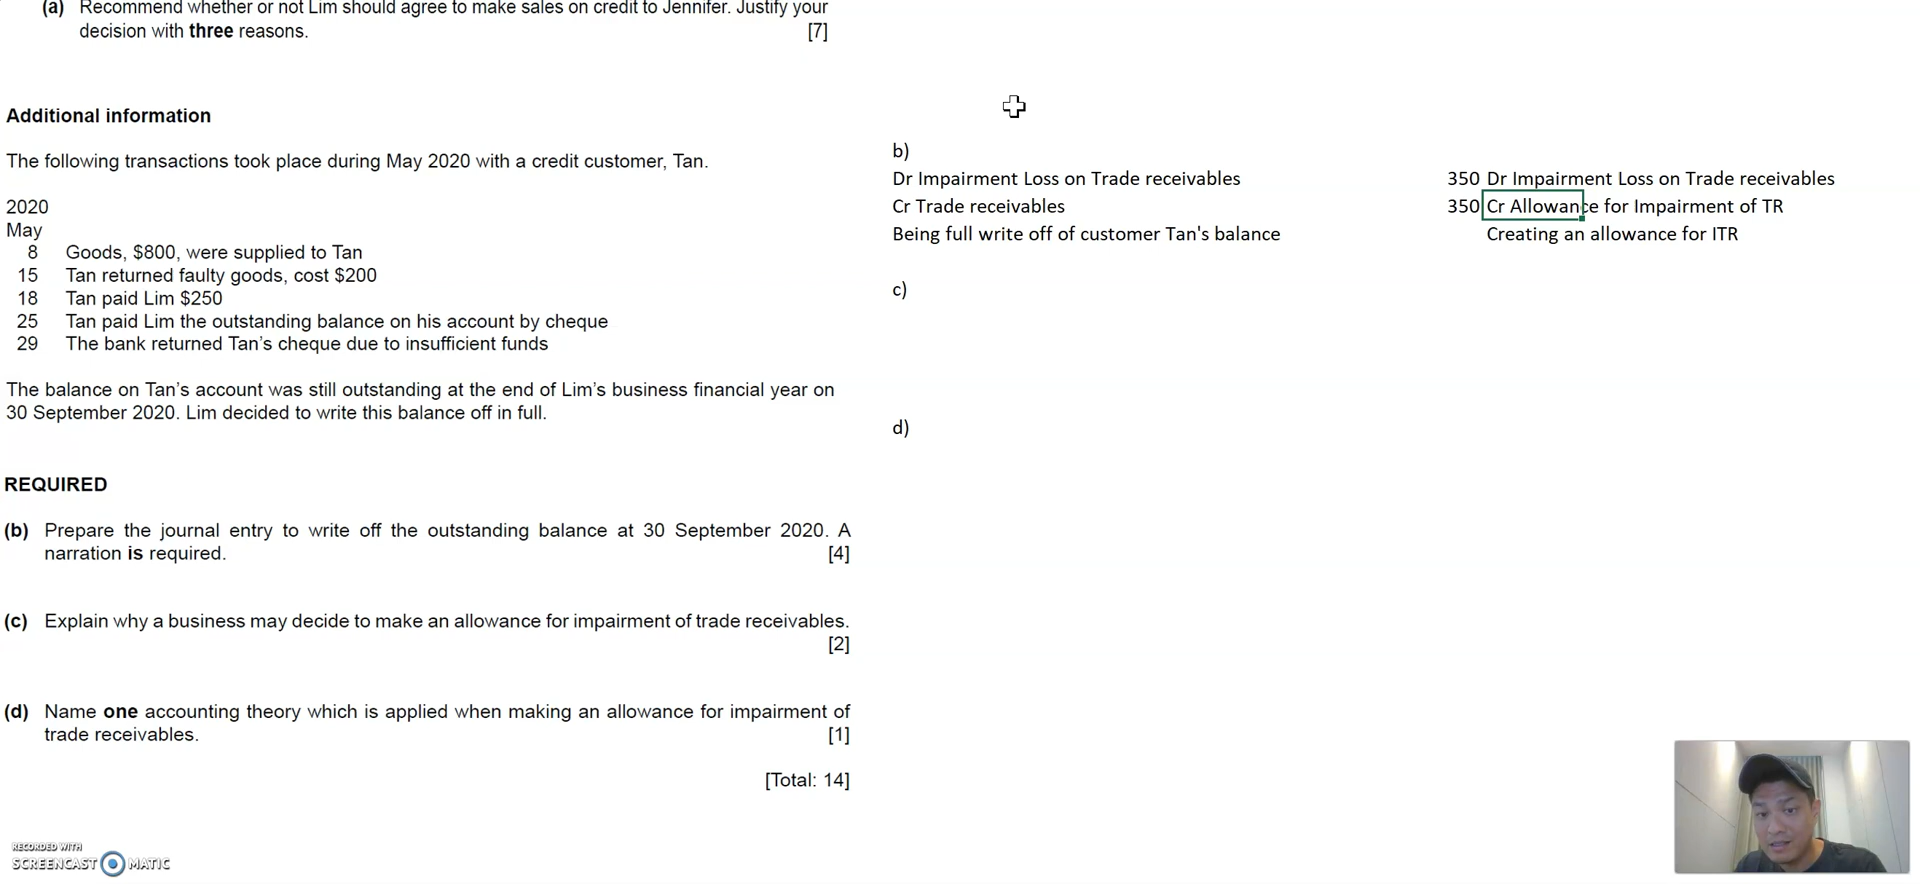 (a) Recommend whether or not Lim should agree to make sales on credit to Jennifer. Justify your
decision with three reasons. [7]
Additional information
The following transactions took place during May 2020 with a credit customer, Tan.
2020
May
8 Goods, $800, were supplied to Tan
15 Tan returned faulty goods, cost $200
18 Tan paid Lim $250
25 Tan paid Lim the outstanding balance on his account by cheque
29 The bank returned Tan's cheque due to insufficient funds
The balance on Tan's account was still outstanding at the end of Lim's business financial year on
30 September 2020. Lim decided to write this balance off in full.
REQUIRED
(b) Prepare the journal entry to write off the outstanding balance at 30 September 2020. A
narration is required. [4]
(c) Explain why a business may decide to make an allowance for impairment of trade receivables.
[2]
(d) Name one accounting theory which is applied when making an allowance for impairment of
trade receivables. [1]
[Total: 14]
b)
Dr Impairment Loss on Trade receivables 350 Dr Impairment Loss on Trade receivables
Cr Trade receivables 350 Cr Allowance for Impairment of TR
Being full write off of customer Tan's balance Creating an allowance for ITR
c)
d)
RECORDED WITH
SCREENCAST MATIC